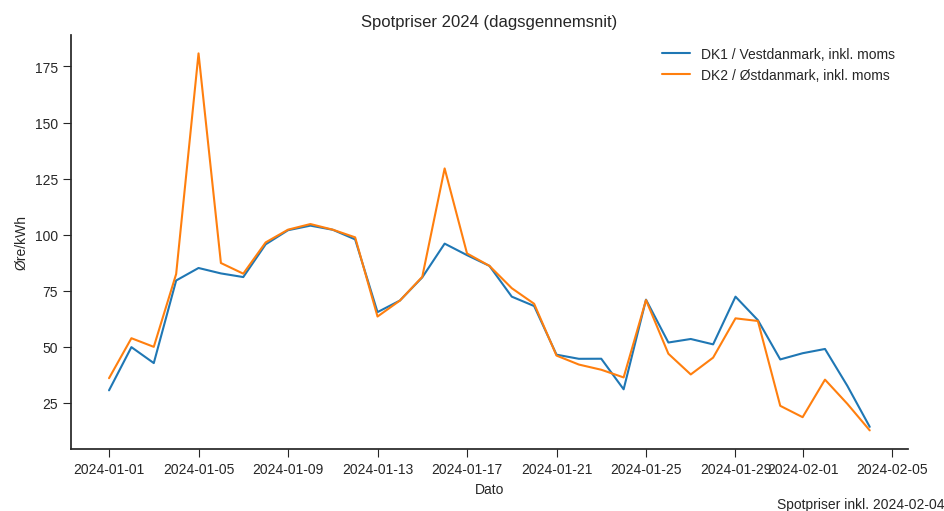 Spotpriser 2024 (dagsgennemsnit)
DK1 / Vestdanmark, inkl. moms
DK2 / Østdanmark, inkl. moms
175
150
125
100
75
50
25
Øre/kWh
2024-01-01 2024-01-05 2024-01-09 2024-01-13 2024-01-17 2024-01-21 2024-01-25 2024-01-29 2024-02-01 2024-02-05
Dato
Spotpriser inkl. 2024-02-04